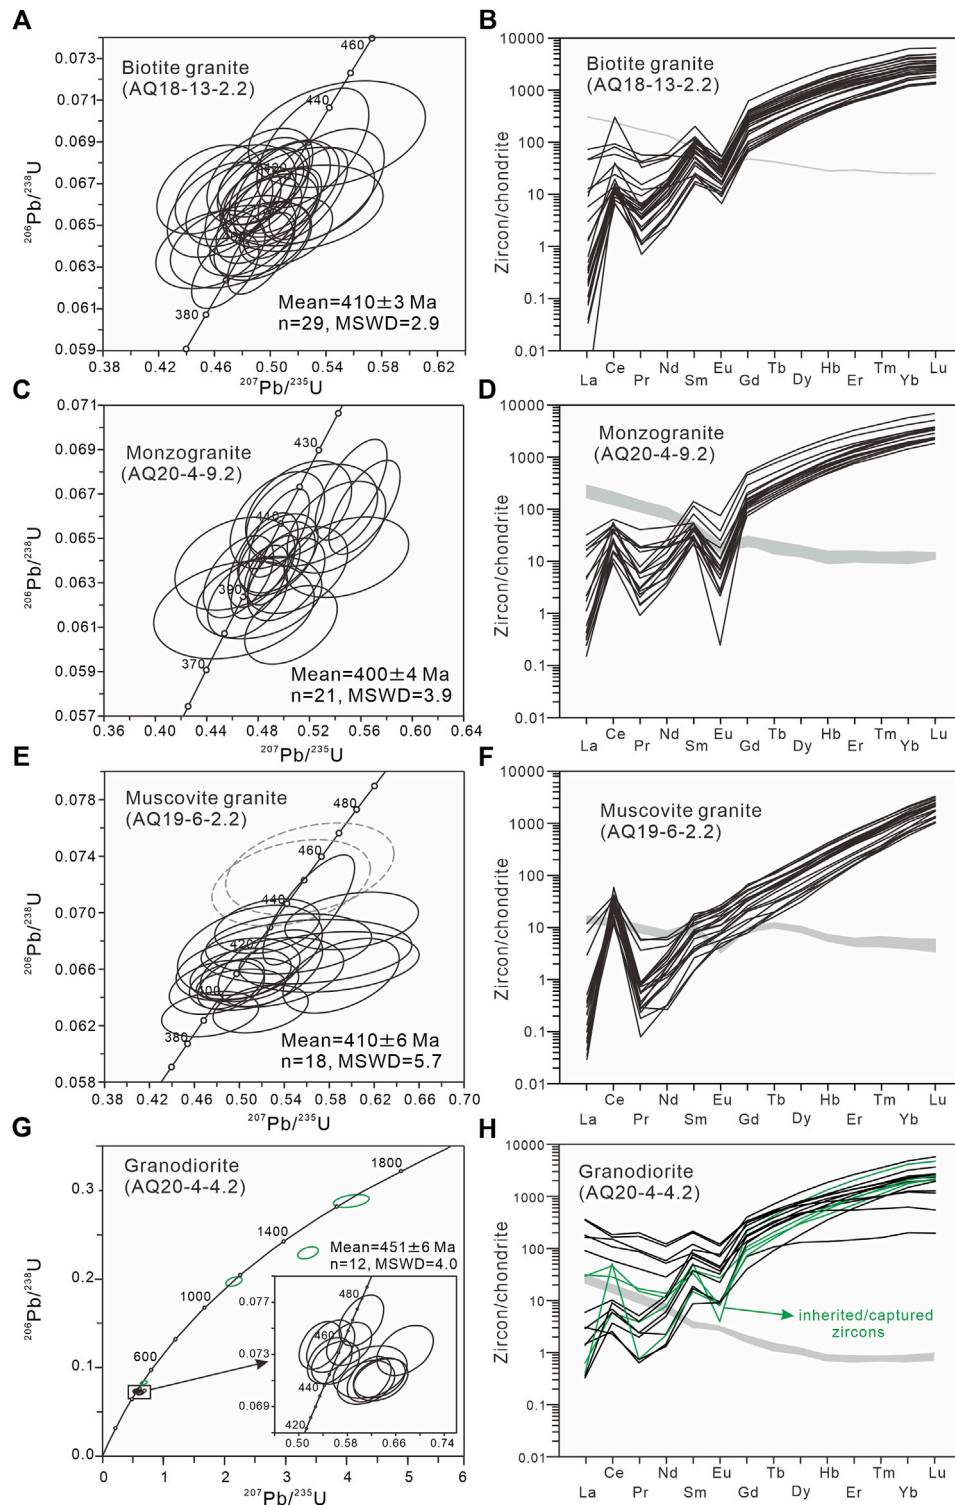 A
0.073
0.071
0.069
0.067
0.065
0.063
0.061
0.059
206Pb/238U
Biotite granite
(AQ18-13-2.2)
460
440
420
380
Mean=410±3 Ma
n=29, MSWD=2.9
0.38 0.42 0.46 0.50 0.54 0.58 0.62
207Pb/235U
B
10000
1000
100
10
1
0.1
0.01
Zircon/chondrite
Biotite granite
(AQ18-13-2.2)
Ce Nd Eu Tb Hb Tm Lu
La Pr Sm Gd Dy Er Yb
C
0.071
0.069
0.067
0.065
0.063
0.061
0.059
0.057
206Pb/238U
Monzogranite
(AQ20-4-9.2)
430
390
370
Mean=400±4 Ma
n=21, MSWD=3.9
0.36 0.40 0.44 0.48 0.52 0.56 0.60 0.64
207Pb/235U
D
10000
1000
100
10
1
0.1
0.01
Zircon/chondrite
Monzogranite
(AQ20-4-9.2)
Ce Nd Eu Tb Hb Tm Lu
La Pr Sm Gd Dy Er Yb
E
0.078
0.074
0.070
0.066
0.062
0.058
206Pb/238U
Muscovite granite
(AQ19-6-2.2)
480
460
440
420
400
380
Mean=410±6 Ma
n=18, MSWD=5.7
0.42 0.46 0.50 0.54 0.58 0.62 0.66 0.70
207Pb/235U
F
10000
1000
100
10
1
0.1
0.01
Zircon/chondrite
Muscovite granite
(AQ19-6-2.2)
Ce Nd Eu Tb Hb Tm Lu
La Pr Sm Gd Dy Er Yb
G
0.3
0.2
0.1
0.0
206Pb/238U
Granodiorite
(AQ20-4-4.2)
1800
1400
1000
600
Mean=451±6 Ma
n=12, MSWD=4.0
0.077
0.073
0.069
480
460
440
420
0.50 0.58 0.66 0.74
0 1 2 3 4 5 6
207Pb/235U
H
10000
1000
100
10
1
0.1
0.01
Zircon/chondrite
Granodiorite
(AQ20-4-4.2)
inherited/captured
zircons
Ce Nd Eu Tb Hb Tm Lu
La Pr Sm Gd Dy Er Yb